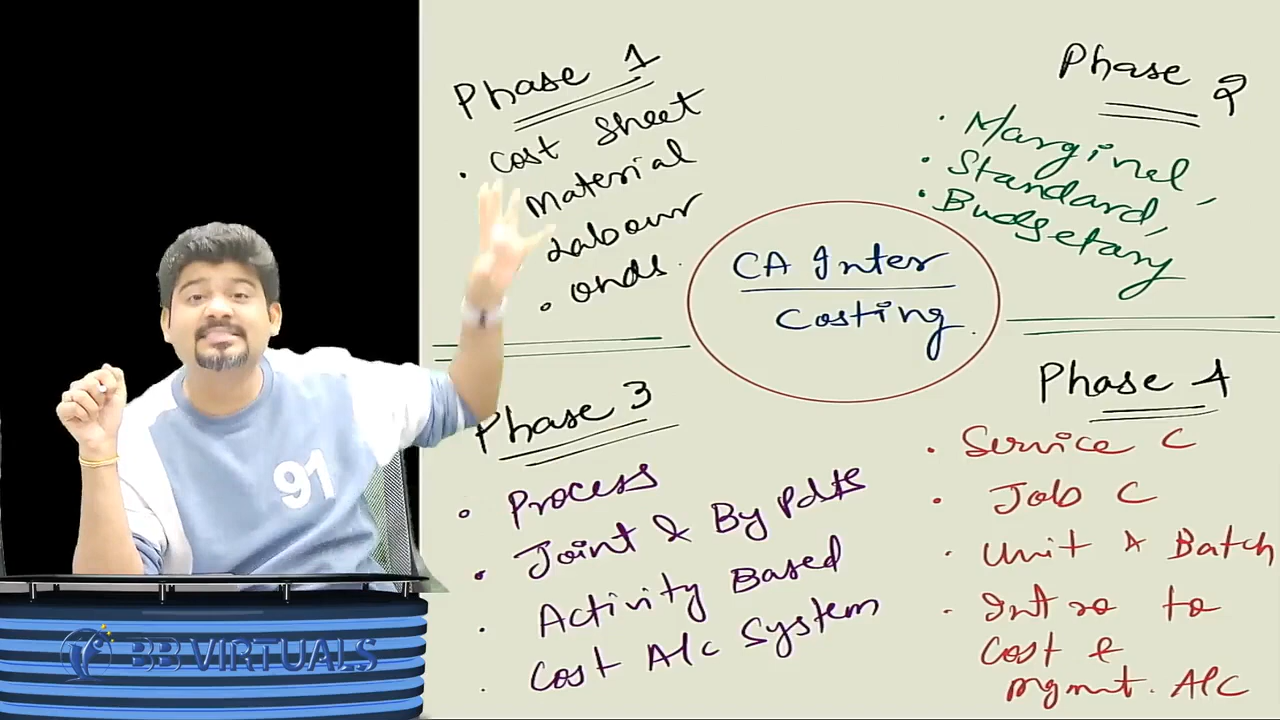 Phase 1
• Cost Sheet
Material
Labour
• OHDs.
Phase 2
• Marginal,
• Standard,
• Budgetary
CA Inter
Costing.
Phase 3
• Process
• Joint & By Pdts
• Activity Based
• Cost A/c System
Phase 4
• Service C
• Job C
• Unit & Batch
• Intro to
Cost &
Mgmt. A/C
91
BB VIRTUALS